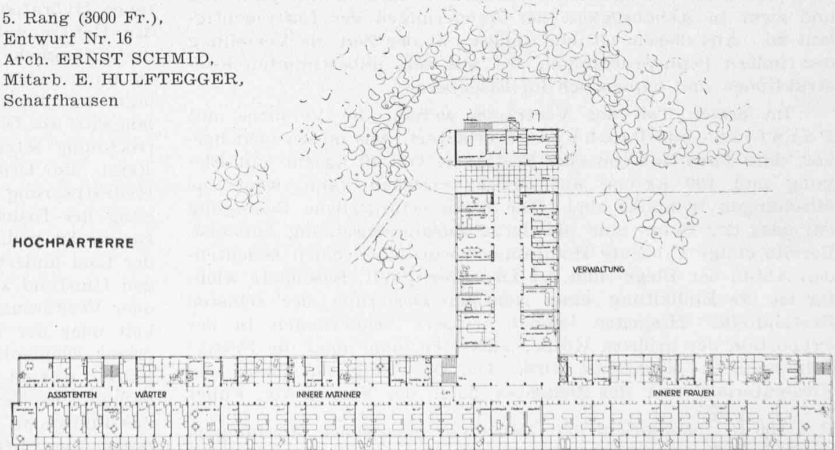 5. Rang (3000 Fr.),
Entwurf Nr. 16
Arch. ERNST SCHMID,
Mitarb. E. HULFTEGGER,
Schaffhausen
HOCHPARTERRE
VERWALTUNG
ASSISTENTEN WÄRTER INNERE MÄNNER INNERE FRAUEN